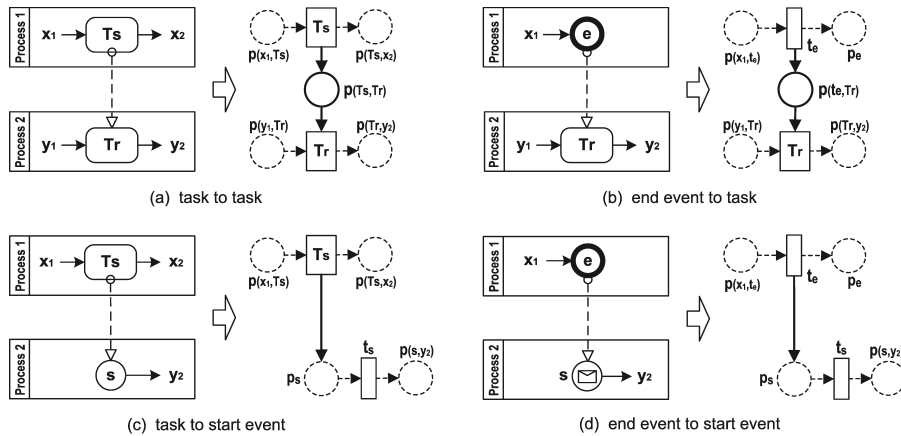 Process 1
x1 Ts x2
Process 2
y1 Tr y2
p(x1,Ts) Ts p(Ts,x2)
p(Ts,Tr)
p(y1,Tr) Tr p(Tr,y2)
(a) task to task
Process 1
x1 e
Process 2
y1 Tr y2
p(x1,te) te pe
p(te,Tr)
p(y1,Tr) Tr p(Tr,y2)
(b) end event to task
Process 1
x1 Ts x2
Process 2
s y2
p(x1,Ts) Ts p(Ts,x2)
ps ts p(s,y2)
(c) task to start event
Process 1
x1 e
Process 2
s y2
p(x1,te) te pe
ps ts p(s,y2)
(d) end event to start event